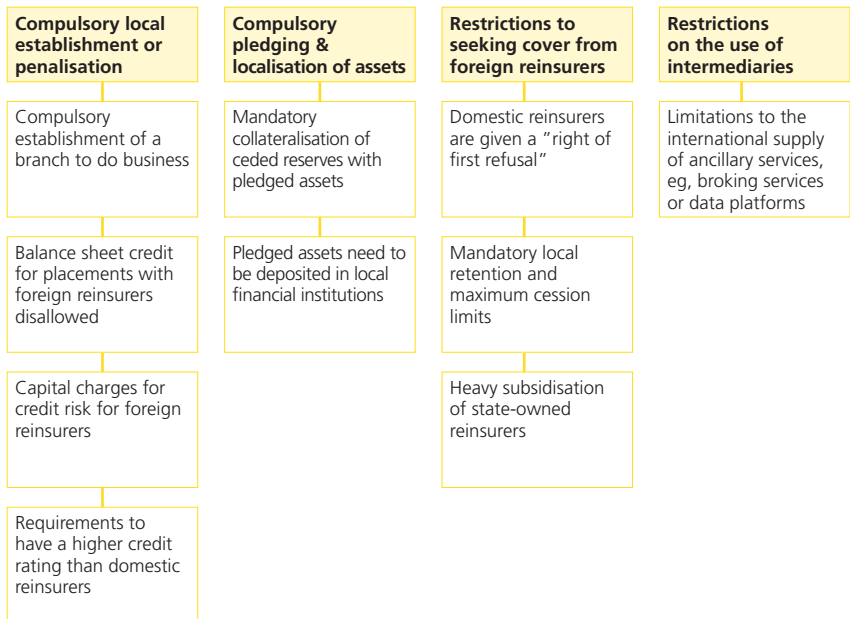 Compulsory local
establishment or
penalisation
Compulsory
establishment of a
branch to do business
Balance sheet credit
for placements with
foreign reinsurers
disallowed
Capital charges for
credit risk for foreign
reinsurers
Requirements to
have a higher credit
rating than domestic
reinsurers
Compulsory
pledging &
localisation of assets
Mandatory
collateralisation of
ceded reserves with
pledged assets
Pledged assets need to
be deposited in local
financial institutions
Restrictions to
seeking cover from
foreign reinsurers
Domestic reinsurers
are given a ”right of
first refusal”
Mandatory local
retention and
maximum cession
limits
Heavy subsidisation
of state-owned
reinsurers
Restrictions
on the use of
intermediaries
Limitations to the
international supply
of ancillary services,
eg, broking services
or data platforms